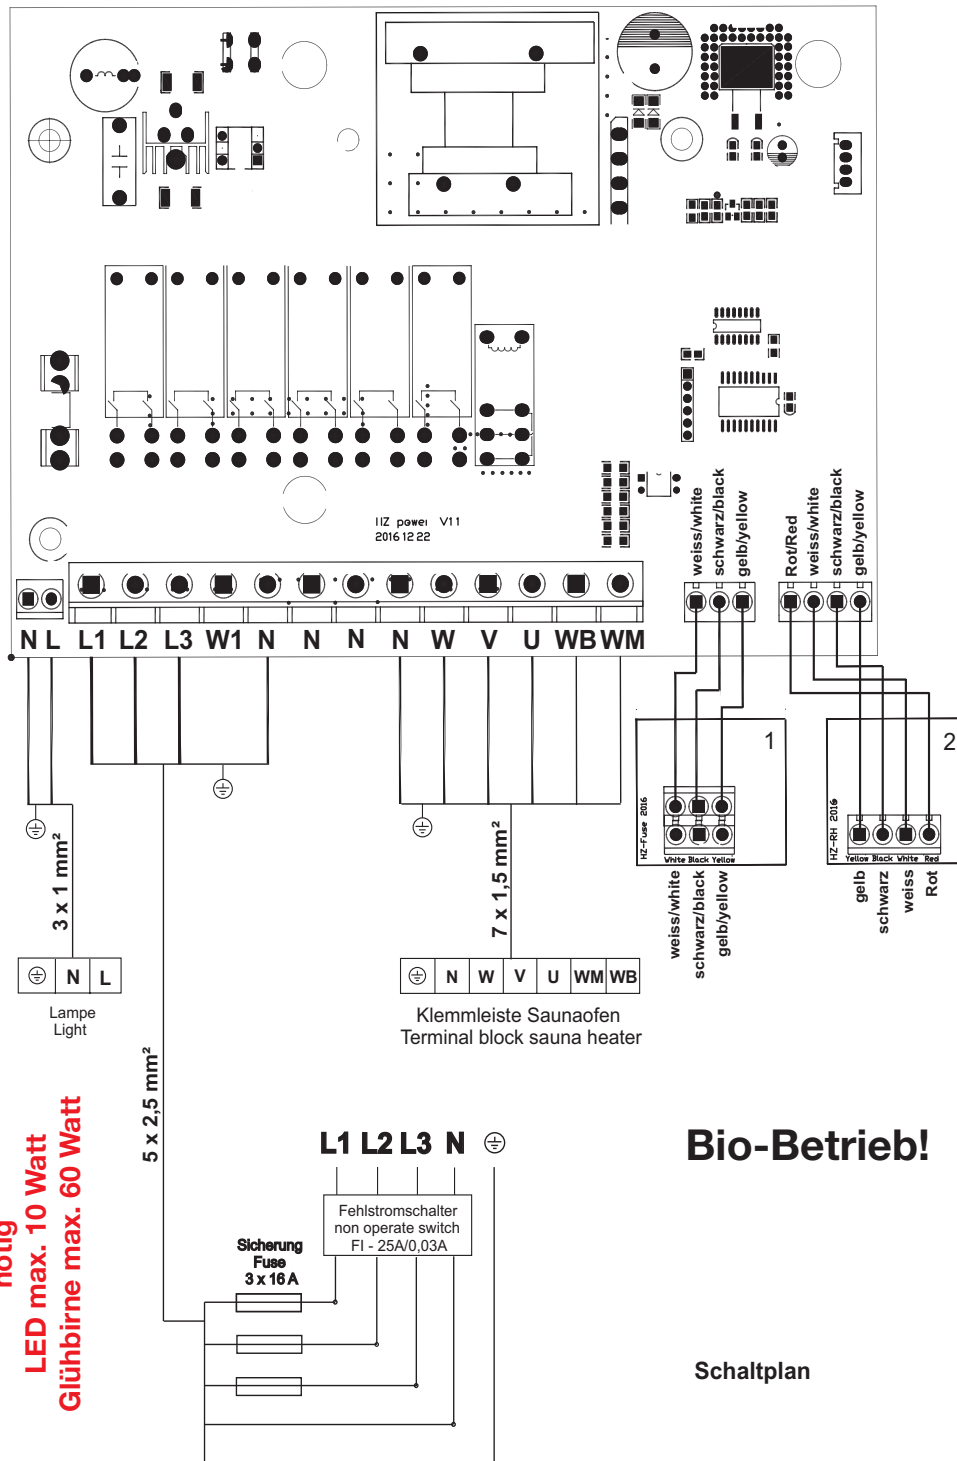 IIZ power V11
2016 12 22
weiss/white
schwarz/black
gelb/yellow
Rot/Red
weiss/white
schwarz/black
gelb/yellow
N L L1 L2 L3 W1 N N N N W V U WB WM
1
HZ-Fuse 2016
White Black Yellow
weiss/white
schwarz/black
gelb/yellow
2
HZ-RH 2016
Yellow Black White Red
gelb
schwarz
weiss
Rot
3 x 1 mm²
7 x 1,5 mm²
5 x 2,5 mm²
N L
Lampe
Light
N W V U WM WB
Klemmleiste Saunaofen
Terminal block sauna heater
nötig
LED max. 10 Watt
Glühbirne max. 60 Watt
L1 L2 L3 N
Fehlstromschalter
non operate switch
FI - 25A/0,03A
Sicherung
Fuse
3 x 16 A
Bio-Betrieb!
Schaltplan